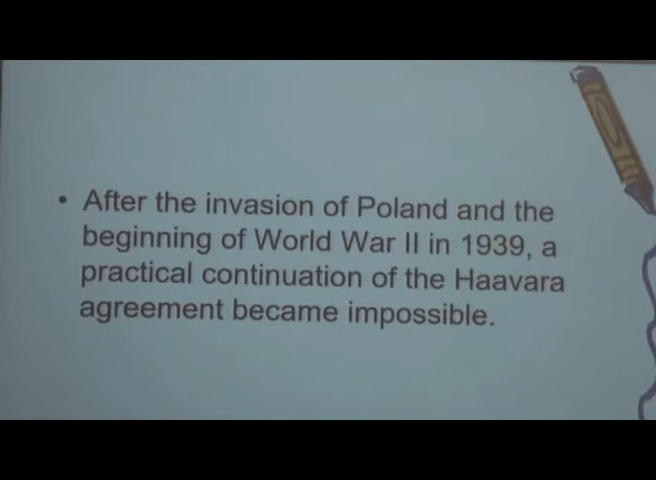 • After the invasion of Poland and the
beginning of World War II in 1939, a
practical continuation of the Haavara
agreement became impossible.